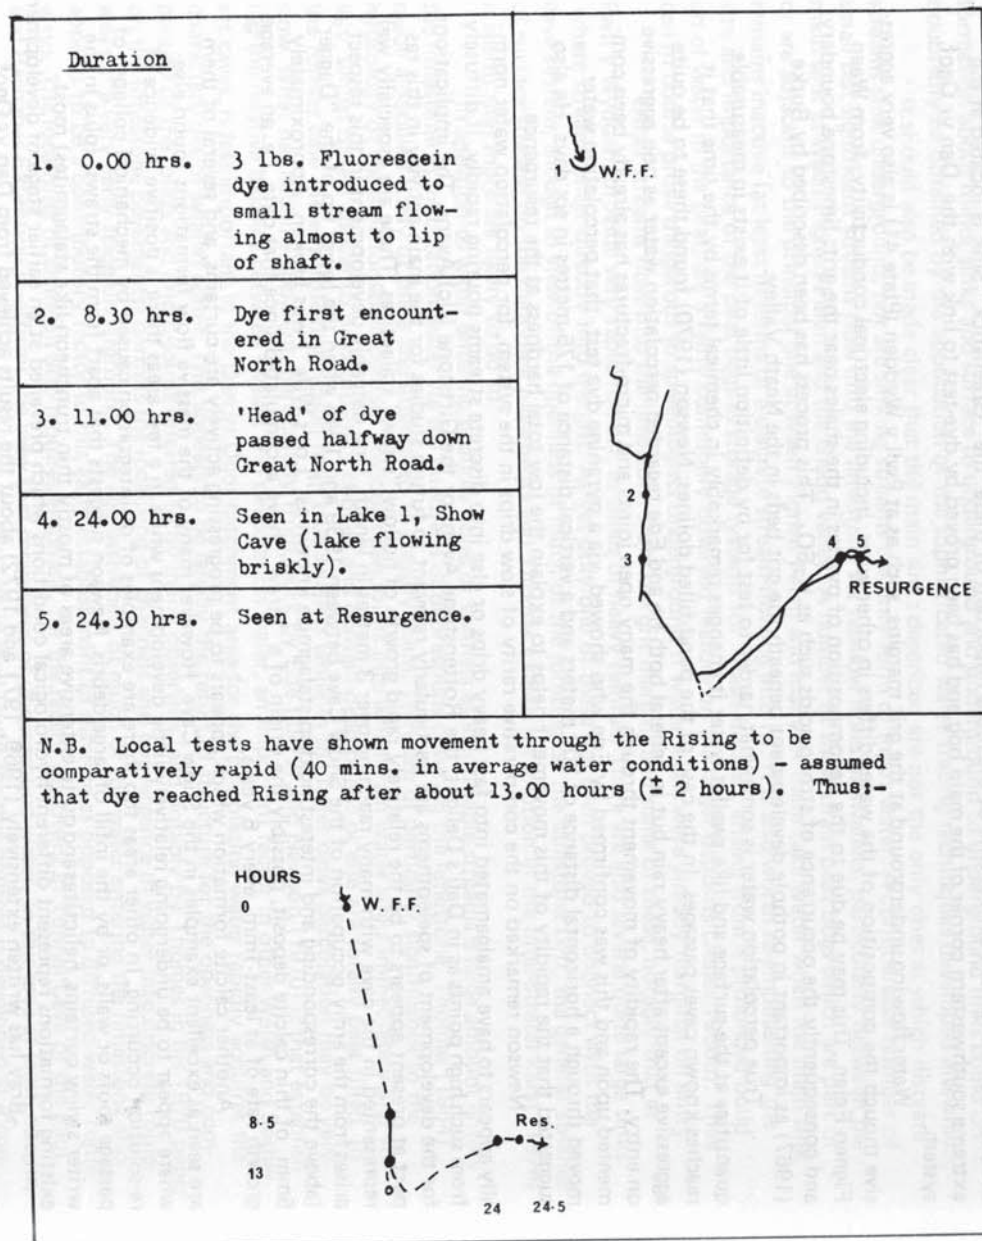 Duration
1. 0.00 hrs. 3 lbs. Fluorescein
dye introduced to
small stream flow-
ing almost to lip
of shaft.
2. 8.30 hrs. Dye first encount-
ered in Great
North Road.
3. 11.00 hrs. 'Head' of dye
passed halfway down
Great North Road.
4. 24.00 hrs. Seen in Lake 1, Show
Cave (lake flowing
briskly).
5. 24.30 hrs. Seen at Resurgence.
1 W.F.F.
2
3
4 5
RESURGENCE
N.B. Local tests have shown movement through the Rising to be
comparatively rapid (40 mins. in average water conditions) - assumed
that dye reached Rising after about 13.00 hours (± 2 hours). Thus:-
HOURS
0 W. F. F.
8·5
Res.
13
24 24·5